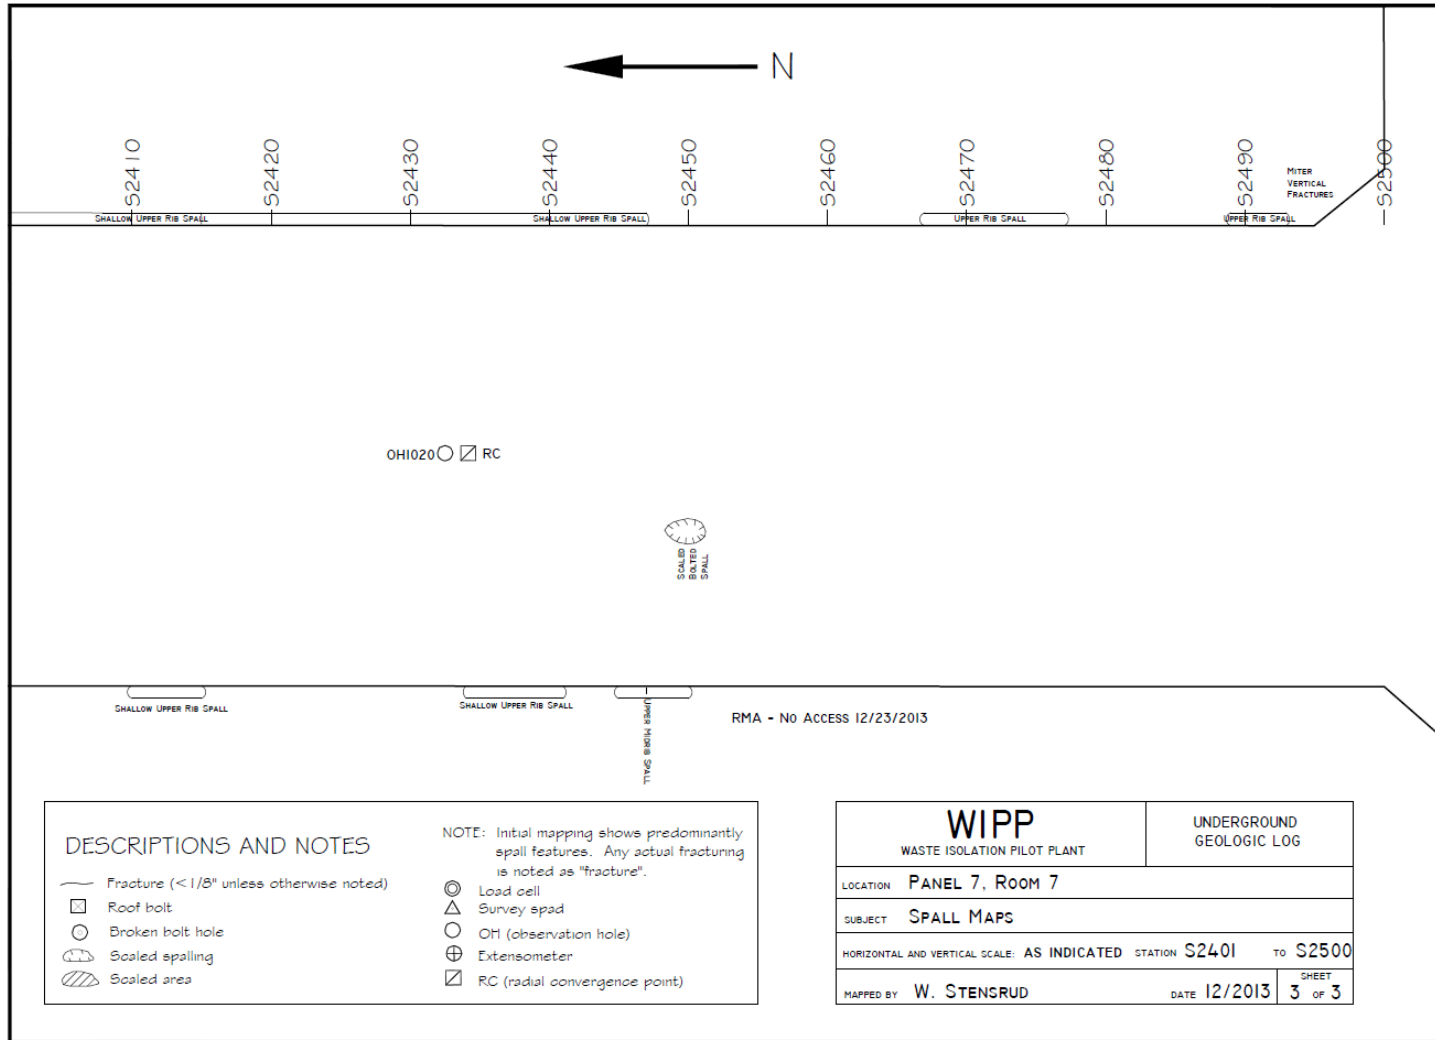 N
S2410
S2420
S2430
S2440
S2450
S2460
S2470
S2480
S2490
S2500
MITER
VERTICAL
FRACTURES
SHALLOW UPPER RIB SPALL
SHALLOW UPPER RIB SPALL
UPPER RIB SPALL
UPPER RIB SPALL
OH1020
RC
SCALED
BOLTED
SPALL
SHALLOW UPPER RIB SPALL
SHALLOW UPPER RIB SPALL
UPPER MIDRIB SPALL
RMA - NO ACCESS 12/23/2013
DESCRIPTIONS AND NOTES
Fracture (<1/8" unless otherwise noted)
Roof bolt
Broken bolt hole
Scaled spalling
Scaled area
NOTE: Initial mapping shows predominantly
spall features. Any actual fracturing
is noted as "fracture".
Load cell
Survey spad
OH (observation hole)
Extensometer
RC (radial convergence point)
WIPP
WASTE ISOLATION PILOT PLANT
UNDERGROUND
GEOLOGIC LOG
LOCATION PANEL 7, ROOM 7
SUBJECT SPALL MAPS
HORIZONTAL AND VERTICAL SCALE: AS INDICATED STATION S2401 TO S2500
MAPPED BY W. STENSRUD
DATE 12/2013
SHEET
3 OF 3